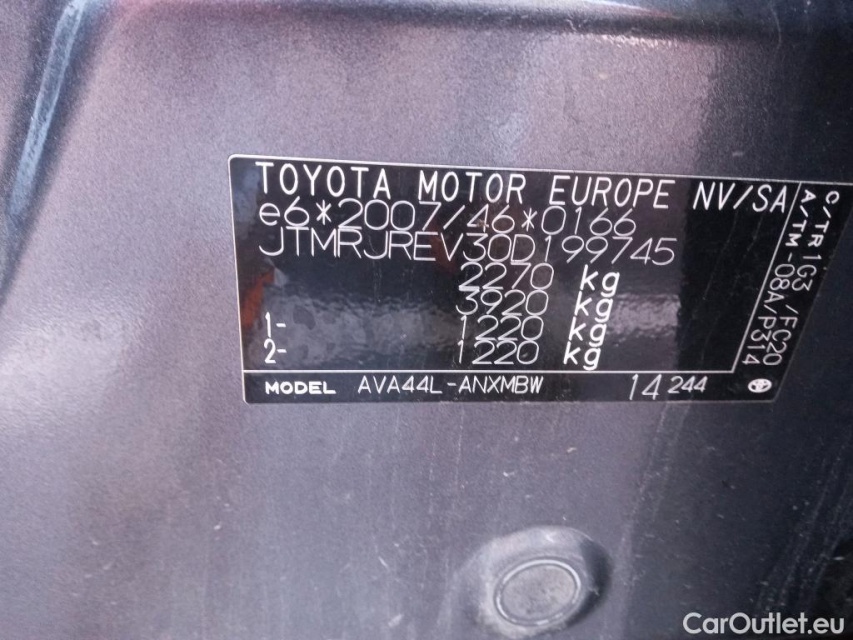 TOYOTA MOTOR EUROPE NV/SA
e6*2007/46*0166
JTMRJREV30D199745
2270 kg
3920 kg
1- 1220 kg
2- 1220 kg
MODEL AVA44L-ANXMBW 14 244
C/TR 1G3 /FC20
A/TM -08A/P314
CarOutlet.eu